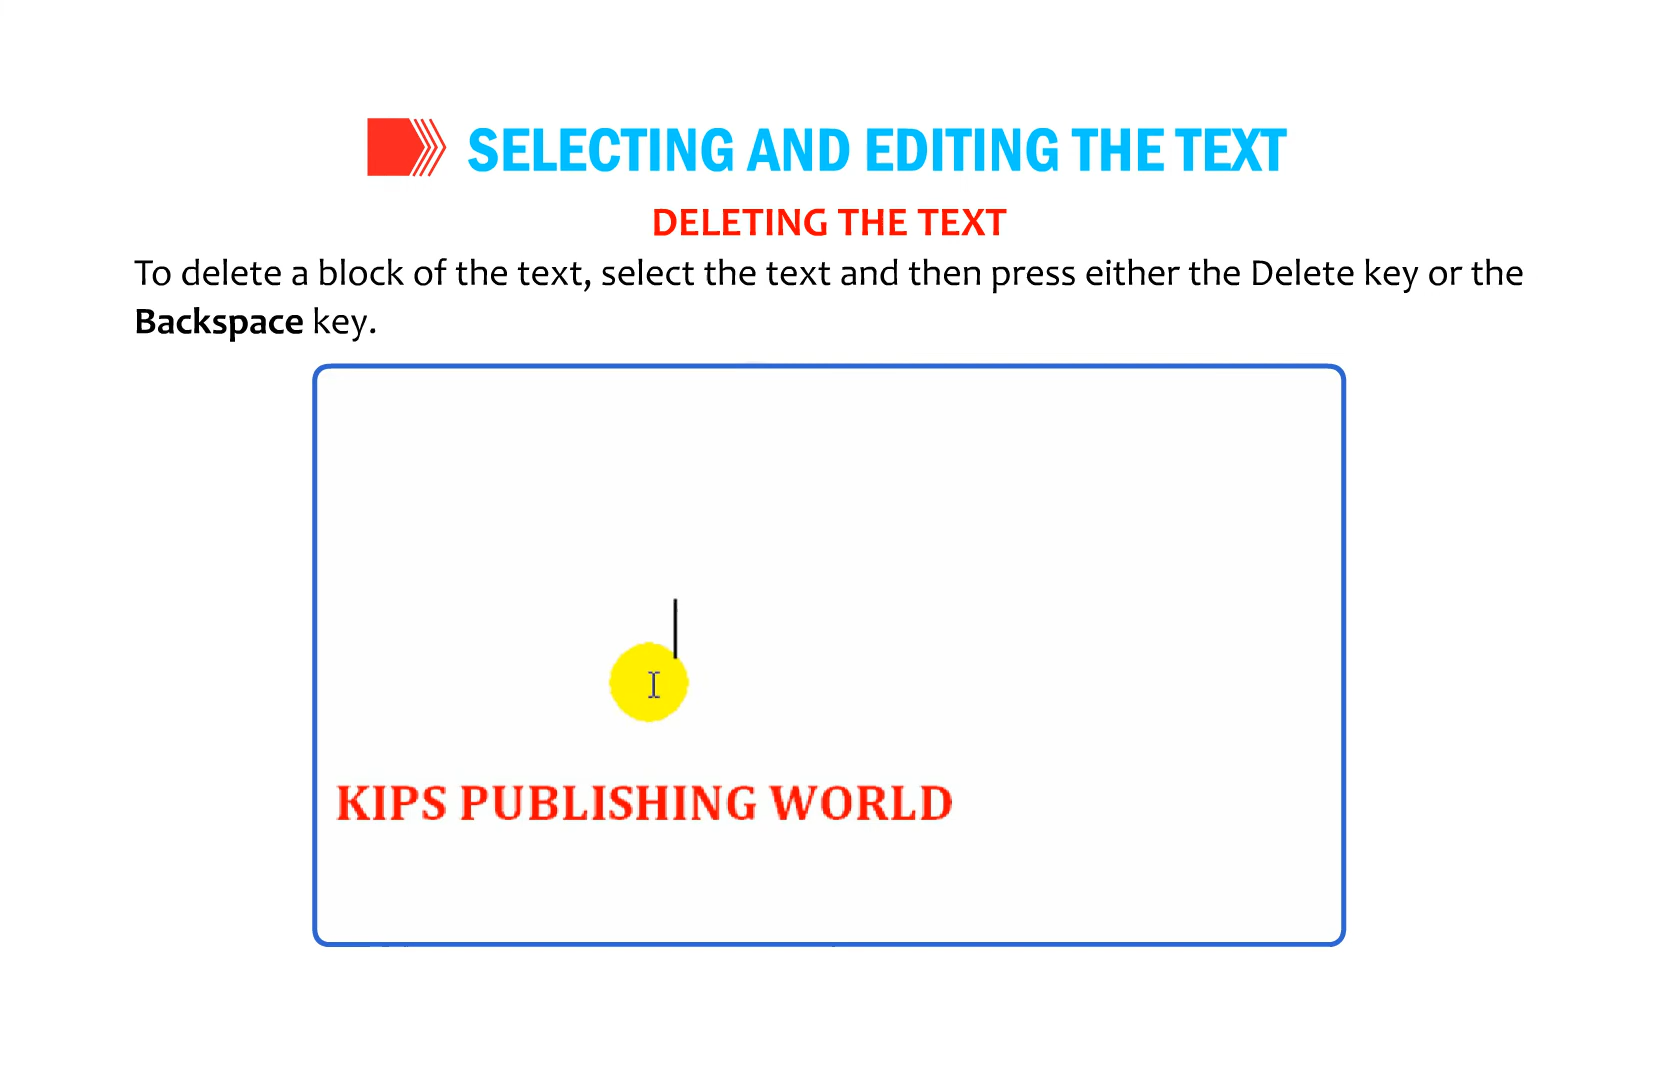 SELECTING AND EDITING THE TEXT
DELETING THE TEXT
To delete a block of the text, select the text and then press either the Delete key or the
Backspace key.
KIPS PUBLISHING WORLD